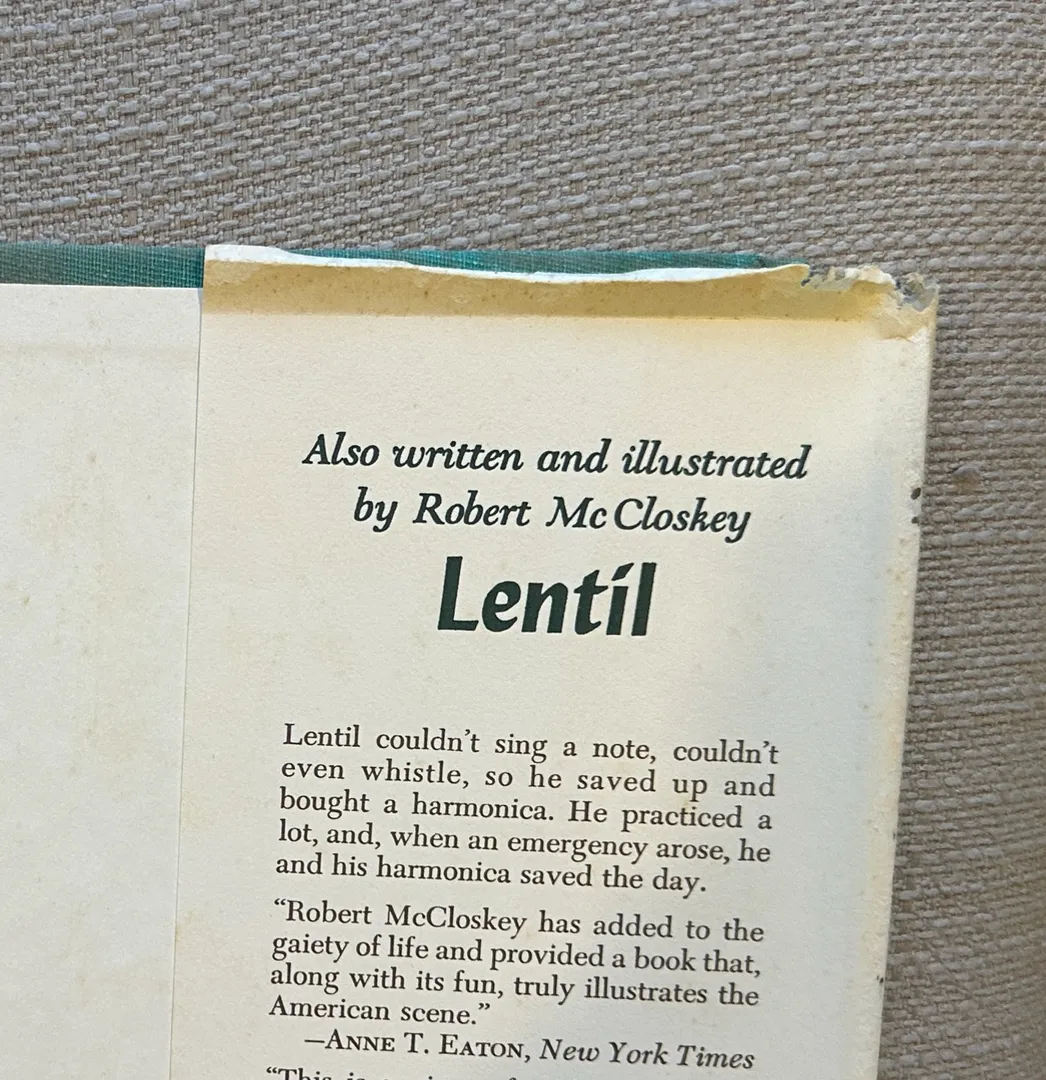 Also written and illustrated
by Robert McCloskey
Lentil
Lentil couldn’t sing a note, couldn’t
even whistle, so he saved up and
bought a harmonica. He practiced a
lot, and, when an emergency arose, he
and his harmonica saved the day.
“Robert McCloskey has added to the
gaiety of life and provided a book that,
along with its fun, truly illustrates the
American scene.”
—ANNE T. EATON, New York Times
“This is